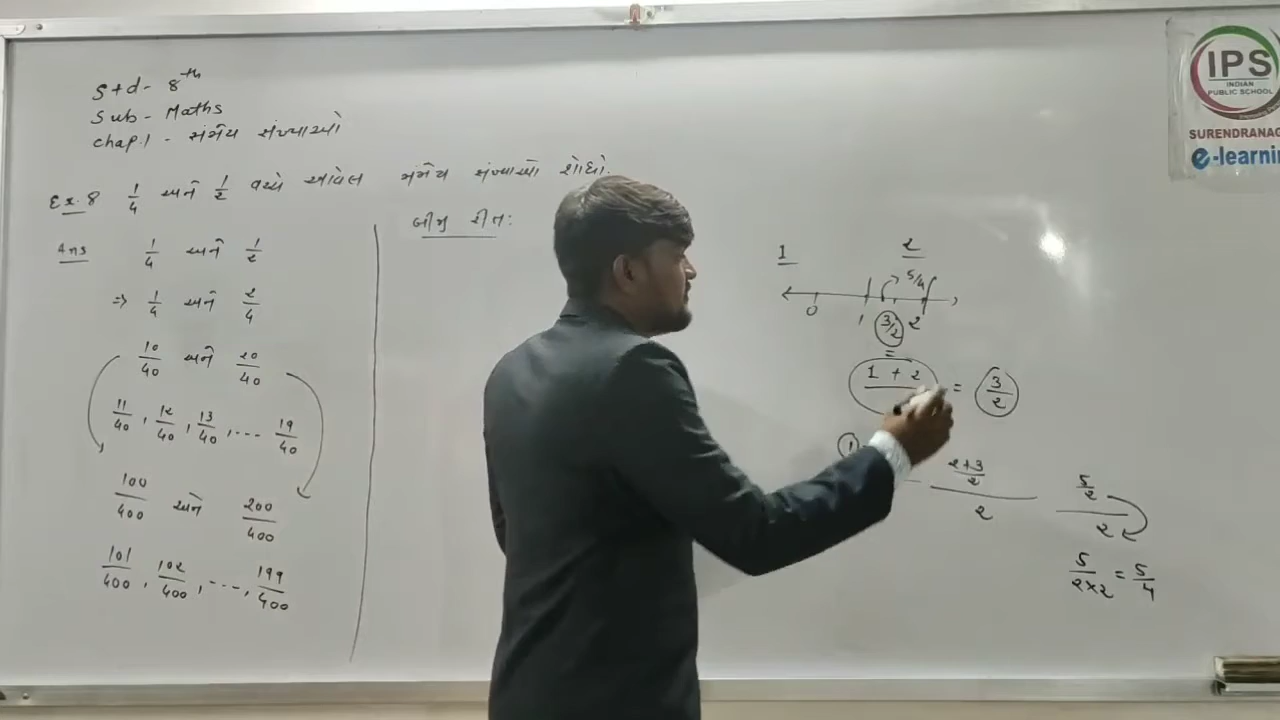 Std- 8th
Sub- Maths
Chap.1 - સંમેય સંખ્યાઓ
Ex.8 1/4 અને 1/2 વચ્ચે આવેલ સંમેય સંખ્યાઓ શોધો.
Ans 1/4 અને 1/2
⇒ 1/4 અને 2/4
10/40 અને 20/40
11/40, 12/40, 13/40, ... 19/40
100/400 અને 200/400
101/400, 102/400, ..., 199/400
બીજી રીત:
1 2
5/4
0 1 3/2 2
=
1 + 2 = 3/2
1
2+3/2
2
5/2
2
5/2×2 = 5/4
IPS
INDIAN
PUBLIC SCHOOL
SURENDRANAG
e-learnin